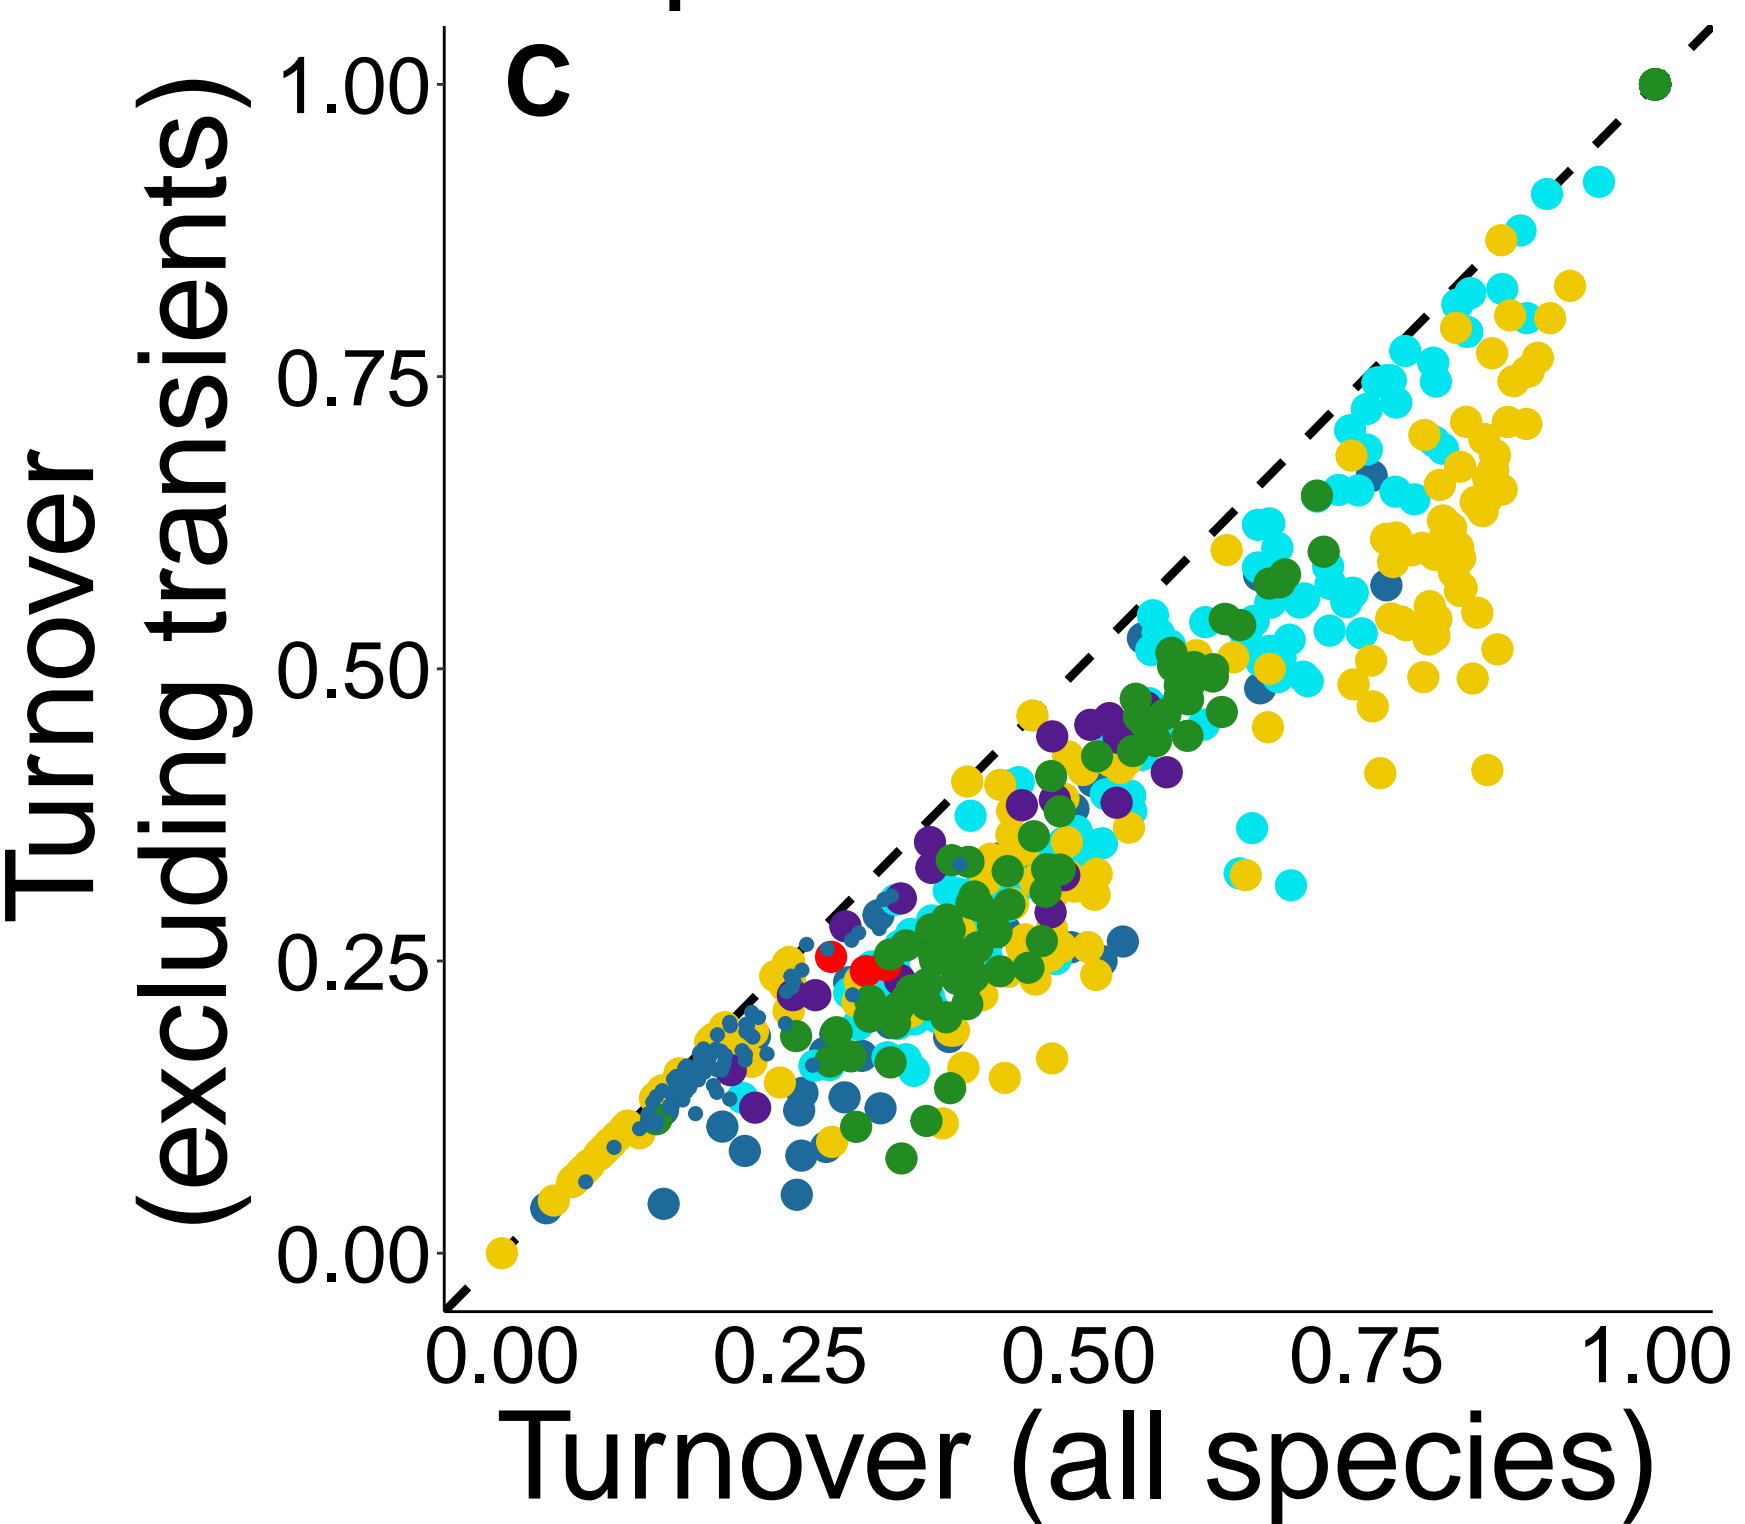 C
1.00
0.75
0.50
0.25
0.00
Turnover
(excluding transients)
0.00 0.25 0.50 0.75 1.00
Turnover (all species)